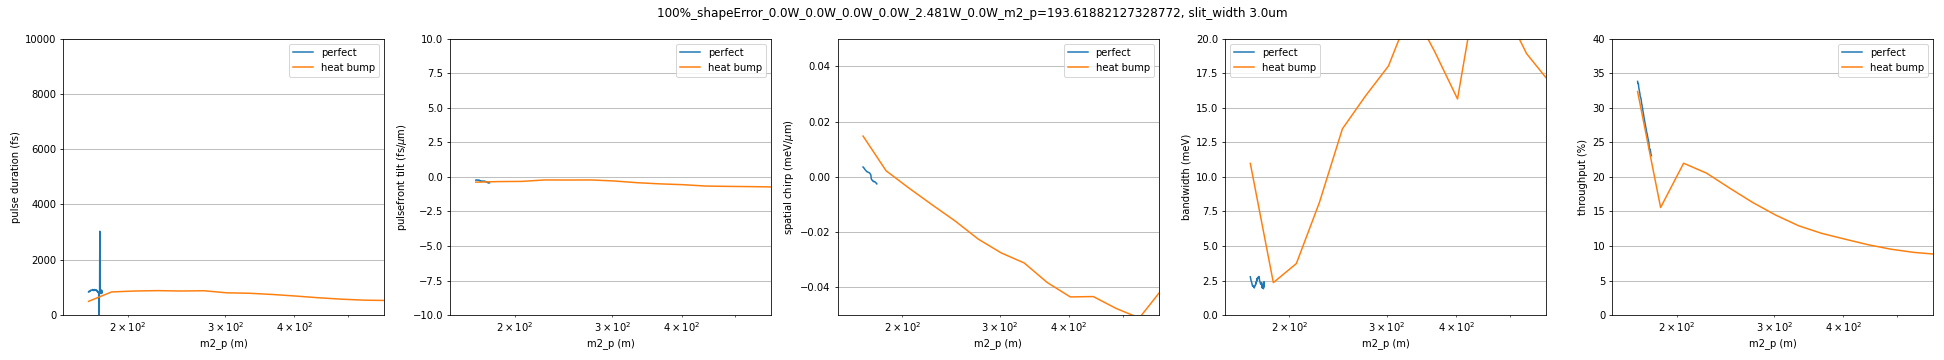 100%_shapeError_0.0W_0.0W_0.0W_0.0W_2.481W_0.0W_m2_p=193.61882127328772, slit_width 3.0um
pulse duration (fs)
10000
8000
6000
4000
2000
0
perfect
heat bump
2 × 10²
3 × 10²
4 × 10²
m2_p (m)
pulsefront tilt (fs/μm)
10.0
7.5
5.0
2.5
0.0
−2.5
−5.0
−7.5
−10.0
perfect
heat bump
2 × 10²
3 × 10²
4 × 10²
m2_p (m)
spatial chirp (meV/μm)
0.04
0.02
0.00
−0.02
−0.04
perfect
heat bump
2 × 10²
3 × 10²
4 × 10²
m2_p (m)
bandwidth (meV)
20.0
17.5
15.0
12.5
10.0
7.5
5.0
2.5
0.0
perfect
heat bump
2 × 10²
3 × 10²
4 × 10²
m2_p (m)
throughput (%)
40
35
30
25
20
15
10
5
0
perfect
heat bump
2 × 10²
3 × 10²
4 × 10²
m2_p (m)